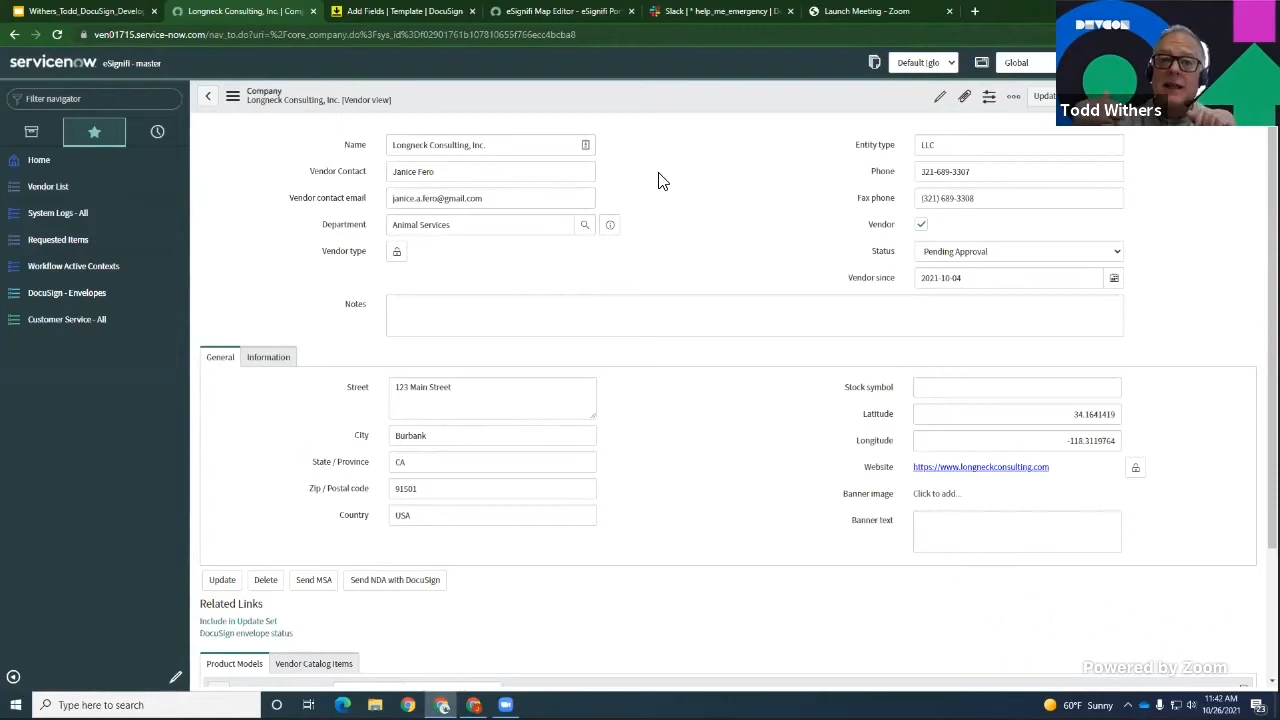 Withers_Todd_DocuSign_Develo
Longneck Consulting, Inc. | Comp
Add Fields | Template | DocuSign
eSignifi Map Editor - eSignifi Port
Slack | * help_me_emergency | Do
Launch Meeting - Zoom
ven01715.service-now.com/nav_to.do?uri=%2Fcore_company.do%3Fsys_id%3Df2901761b107810655f766ecc4bcba8
servicenow eSignifi - master
Default (glo
Global
DEVCON
Todd Withers
Filter navigator
Home
Vendor List
System Logs - All
Requested Items
Workflow Active Contexts
DocuSign - Envelopes
Customer Service - All
Company
Longneck Consulting, Inc. [Vendor view]
Updat
Name Longneck Consulting, Inc.
Entity type LLC
Vendor Contact Janice Fero
Phone 321-689-3307
Vendor contact email janice.a.fero@gmail.com
Fax phone (321) 689-3308
Department Animal Services
Vendor
Vendor type
Status Pending Approval
Vendor since 2021-10-04
Notes
General Information
Street 123 Main Street
Stock symbol
Latitude 34.1641419
City Burbank
Longitude -118.3119764
State / Province CA
Website https://www.longneckconsulting.com
Zip / Postal code 91501
Banner image Click to add...
Country USA
Banner text
Update Delete Send MSA Send NDA with DocuSign
Related Links
Include in Update Set
DocuSign envelope status
Product Models Vendor Catalog Items
Powered by Zoom
Type here to search
60°F Sunny
11:42 AM
10/26/2021